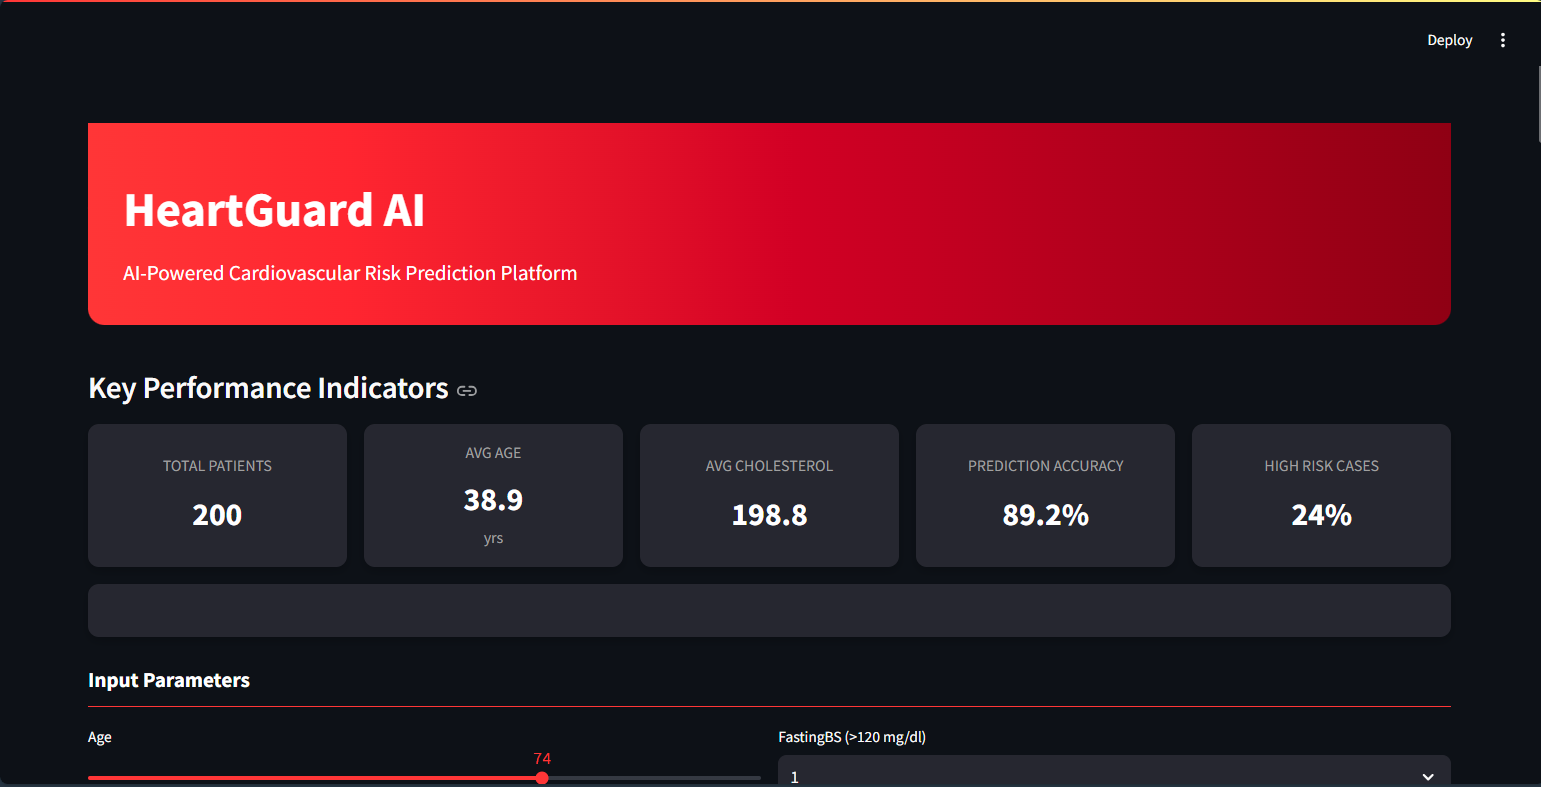 Deploy
HeartGuard AI
AI-Powered Cardiovascular Risk Prediction Platform
Key Performance Indicators
TOTAL PATIENTS
200
AVG AGE
38.9
yrs
AVG CHOLESTEROL
198.8
PREDICTION ACCURACY
89.2%
HIGH RISK CASES
24%
Input Parameters
Age
74
FastingBS (>120 mg/dl)
1